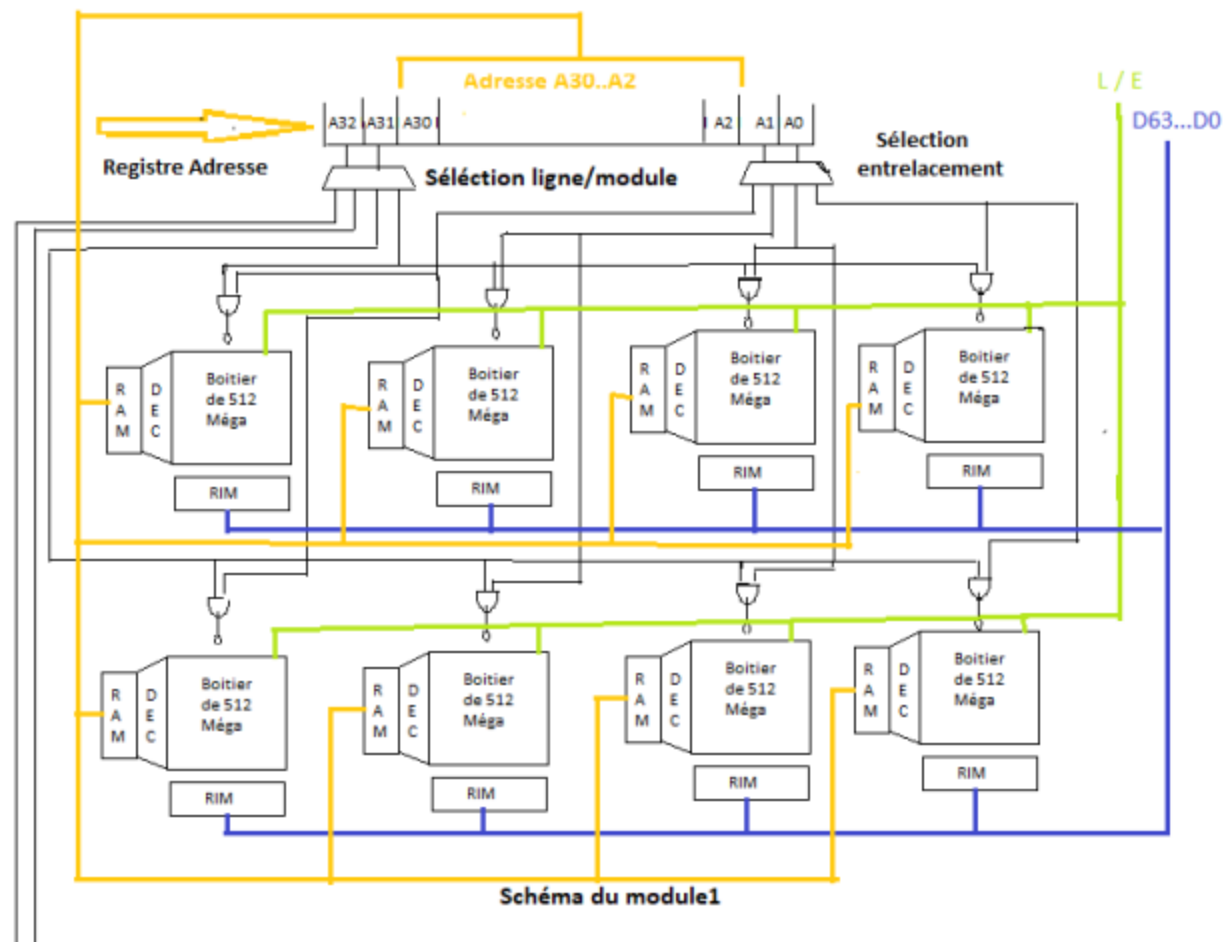 Adresse A30..A2
L / E
D63...D0
A32 A31 A30 A2 A1 A0
Registre Adresse
Séléction ligne/module
Sélection
entrelacement
RAM
DEC
Boitier
de 512
Méga
RIM
RAM
DEC
Boitier
de 512
Méga
RIM
RAM
DEC
Boitier
de 512
Méga
RIM
RAM
DEC
Boitier
de 512
Méga
RIM
RAM
DEC
Boitier
de 512
Méga
RIM
RAM
DEC
Boitier
de 512
Méga
RIM
RAM
DEC
Boitier
de 512
Méga
RIM
RAM
DEC
Boitier
de 512
Méga
RIM
Schéma du module1